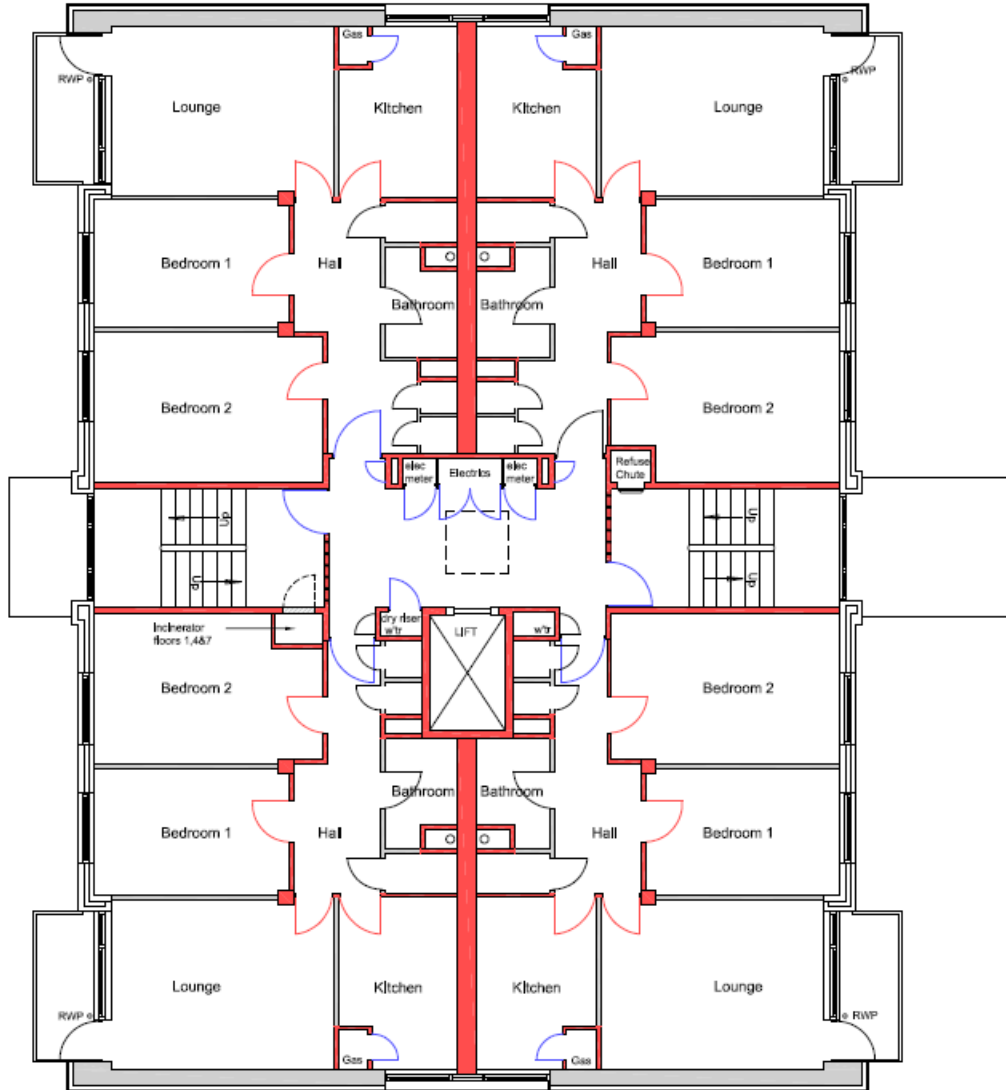 Gas
Gas
RWP
RWP
Lounge
KItchen
KItchen
Lounge
Bedroom 1
Hall
Hall
Bedroom 1
Bathroom
Bathroom
Bedroom 2
Bedroom 2
elec
meter
Electrics
elec
meter
Refuse
Chute
Up
Up
Up
Up
Incinerator
floors 1,4&7
dry riser
w'tr
LIFT
w'tr
Bedroom 2
Bedroom 2
Bathroom
Bathroom
Bedroom 1
Hall
Hall
Bedroom 1
Lounge
KItchen
KItchen
Lounge
RWP
RWP
Gas
Gas